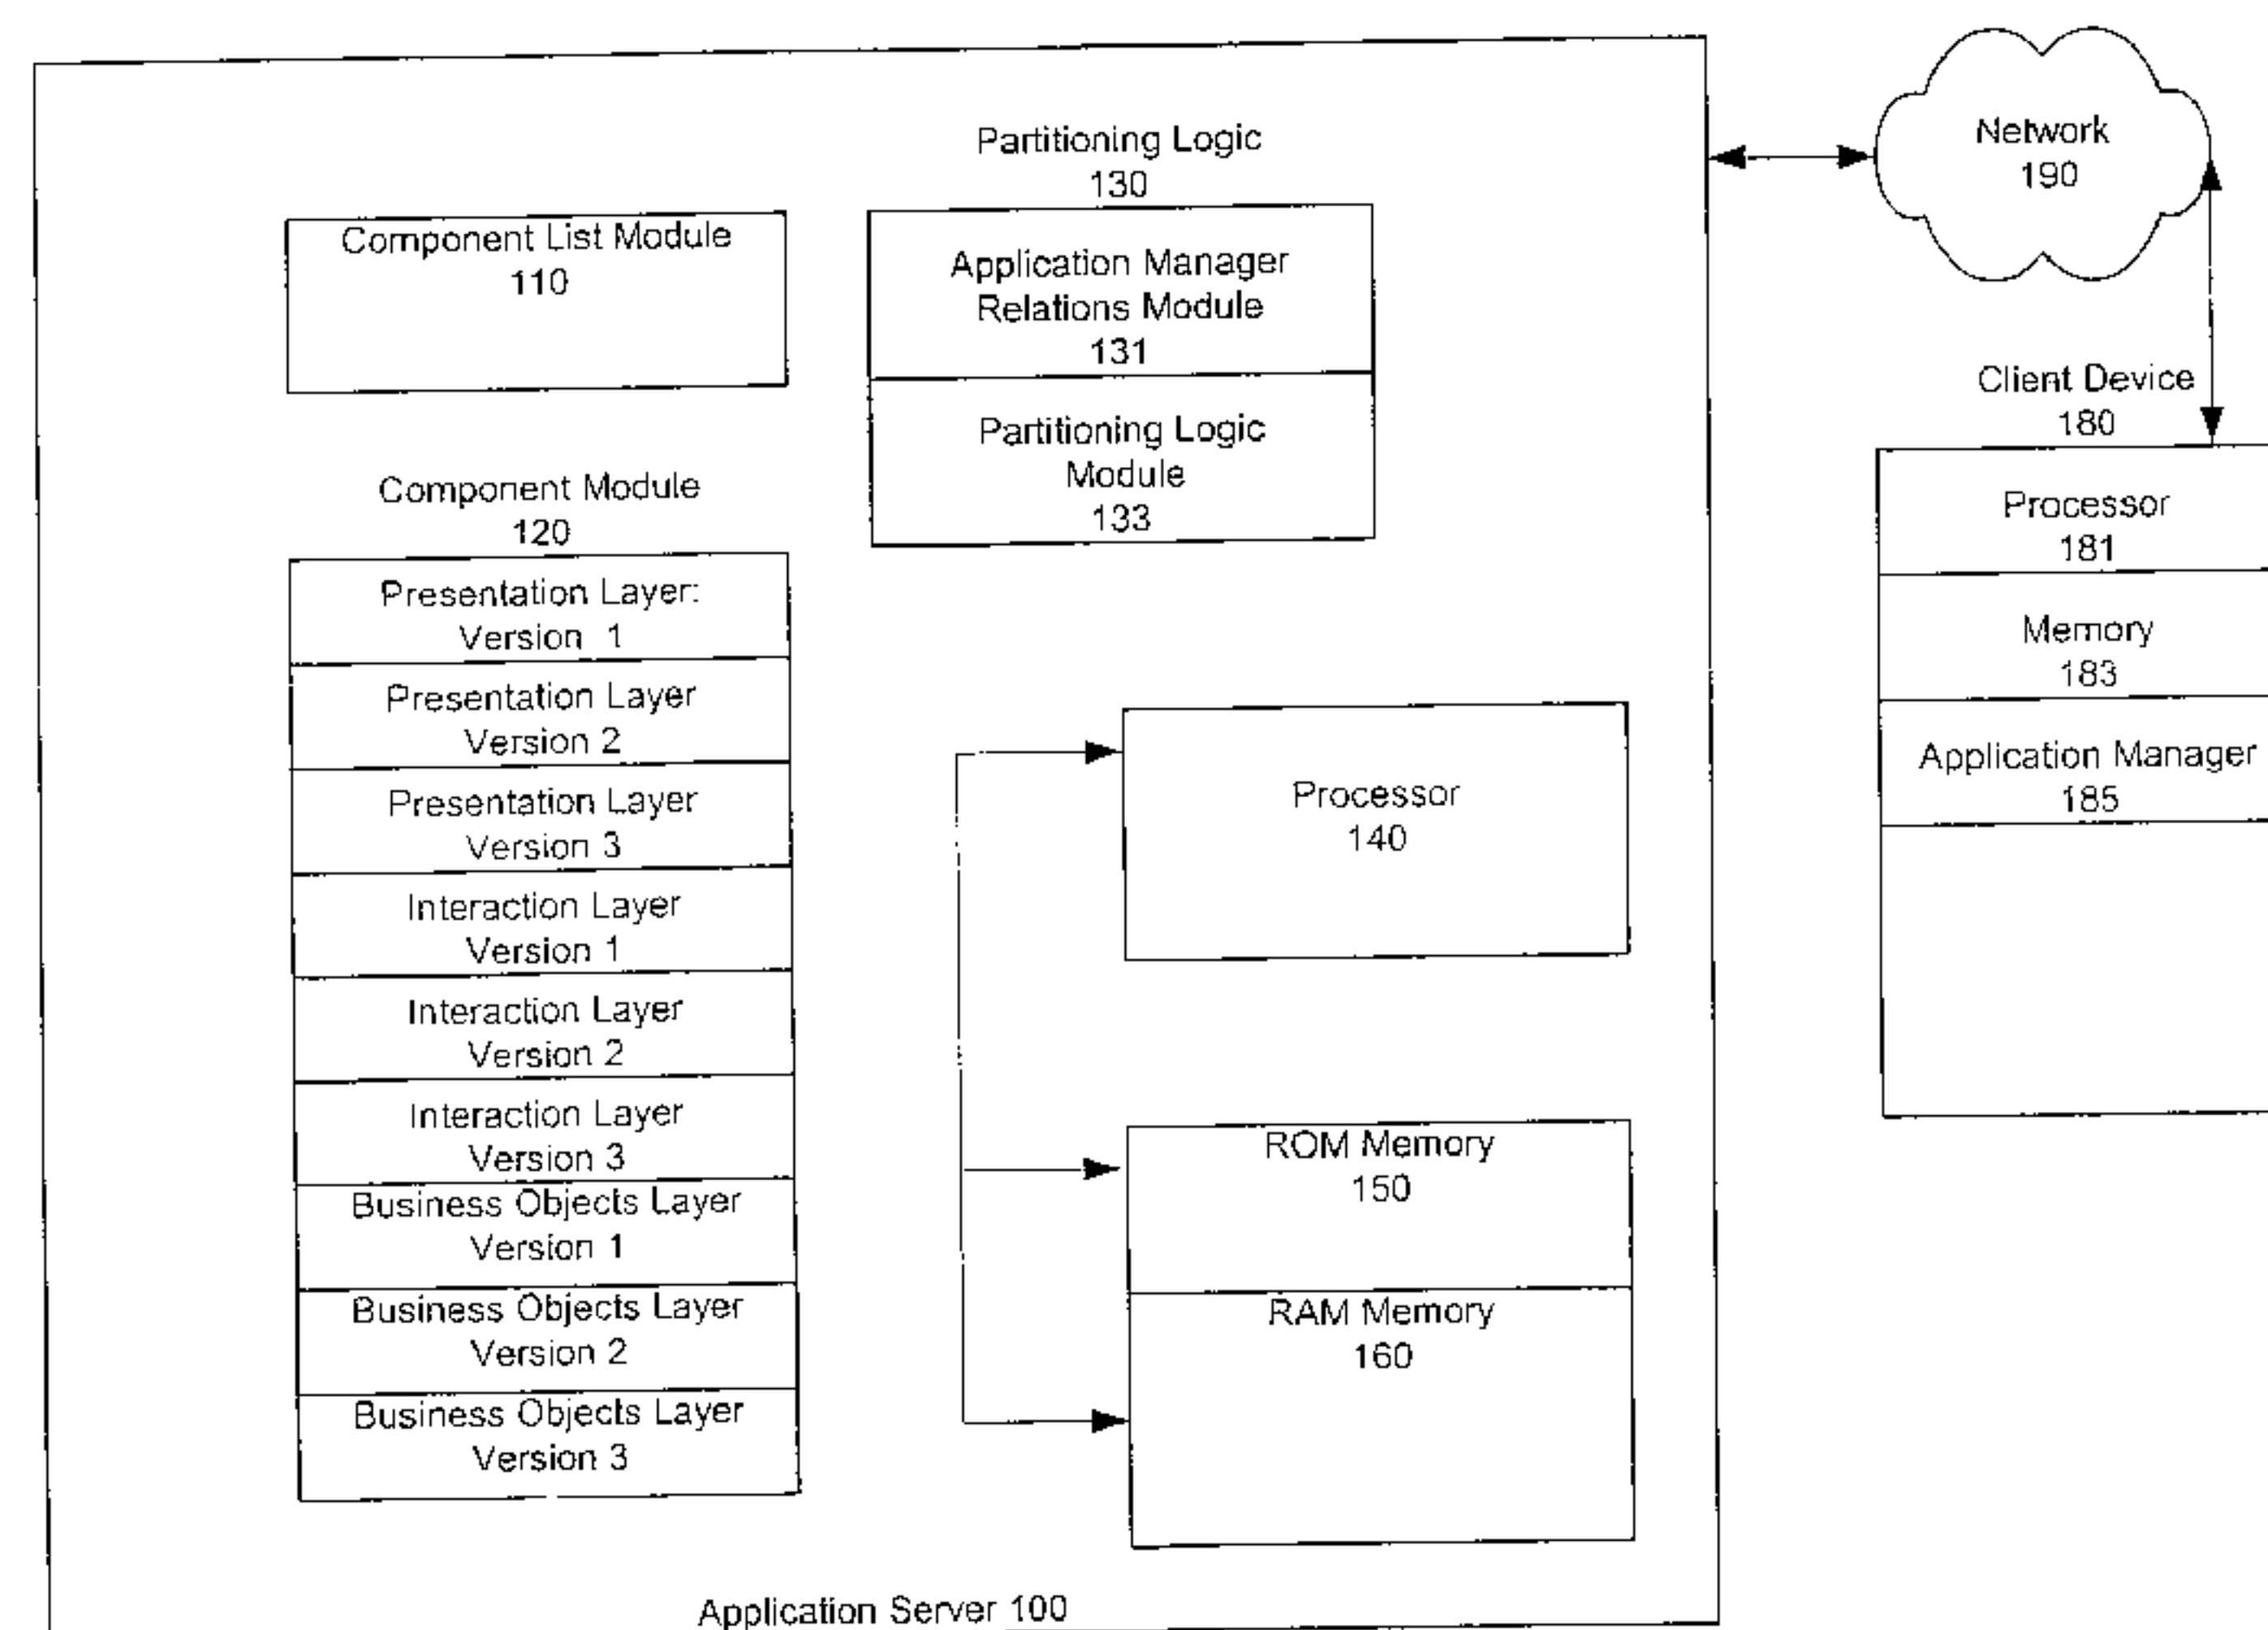 Partitioning Logic
130
Component List Module
110
Application Manager
Relations Module
131
Partitioning Logic
Module
133
Component Module
120
Presentation Layer:
Version 1
Presentation Layer
Version 2
Presentation Layer
Version 3
Interaction Layer
Version 1
Interaction Layer
Version 2
Interaction Layer
Version 3
Business Objects Layer
Version 1
Business Objects Layer
Version 2
Business Objects Layer
Version 3
Processor
140
ROM Memory
150
RAM Memory
160
Application Server 100
Network
190
Client Device
180
Processor
181
Memory
183
Application Manager
185